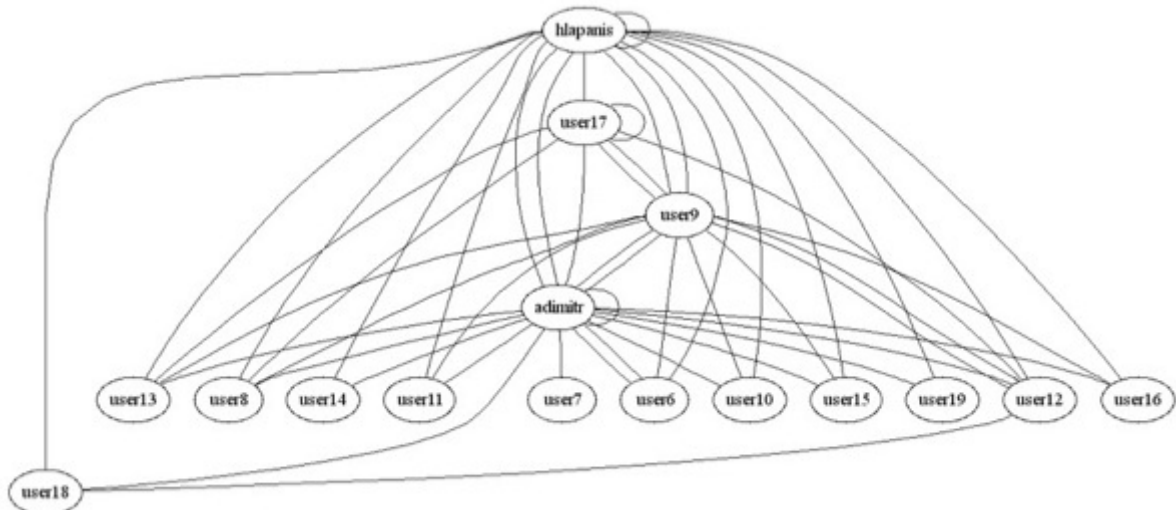 hlapanis
user17
user9
adimitr
user13 user8 user14 user11 user7 user6 user10 user15 user19 user12 user16
user18